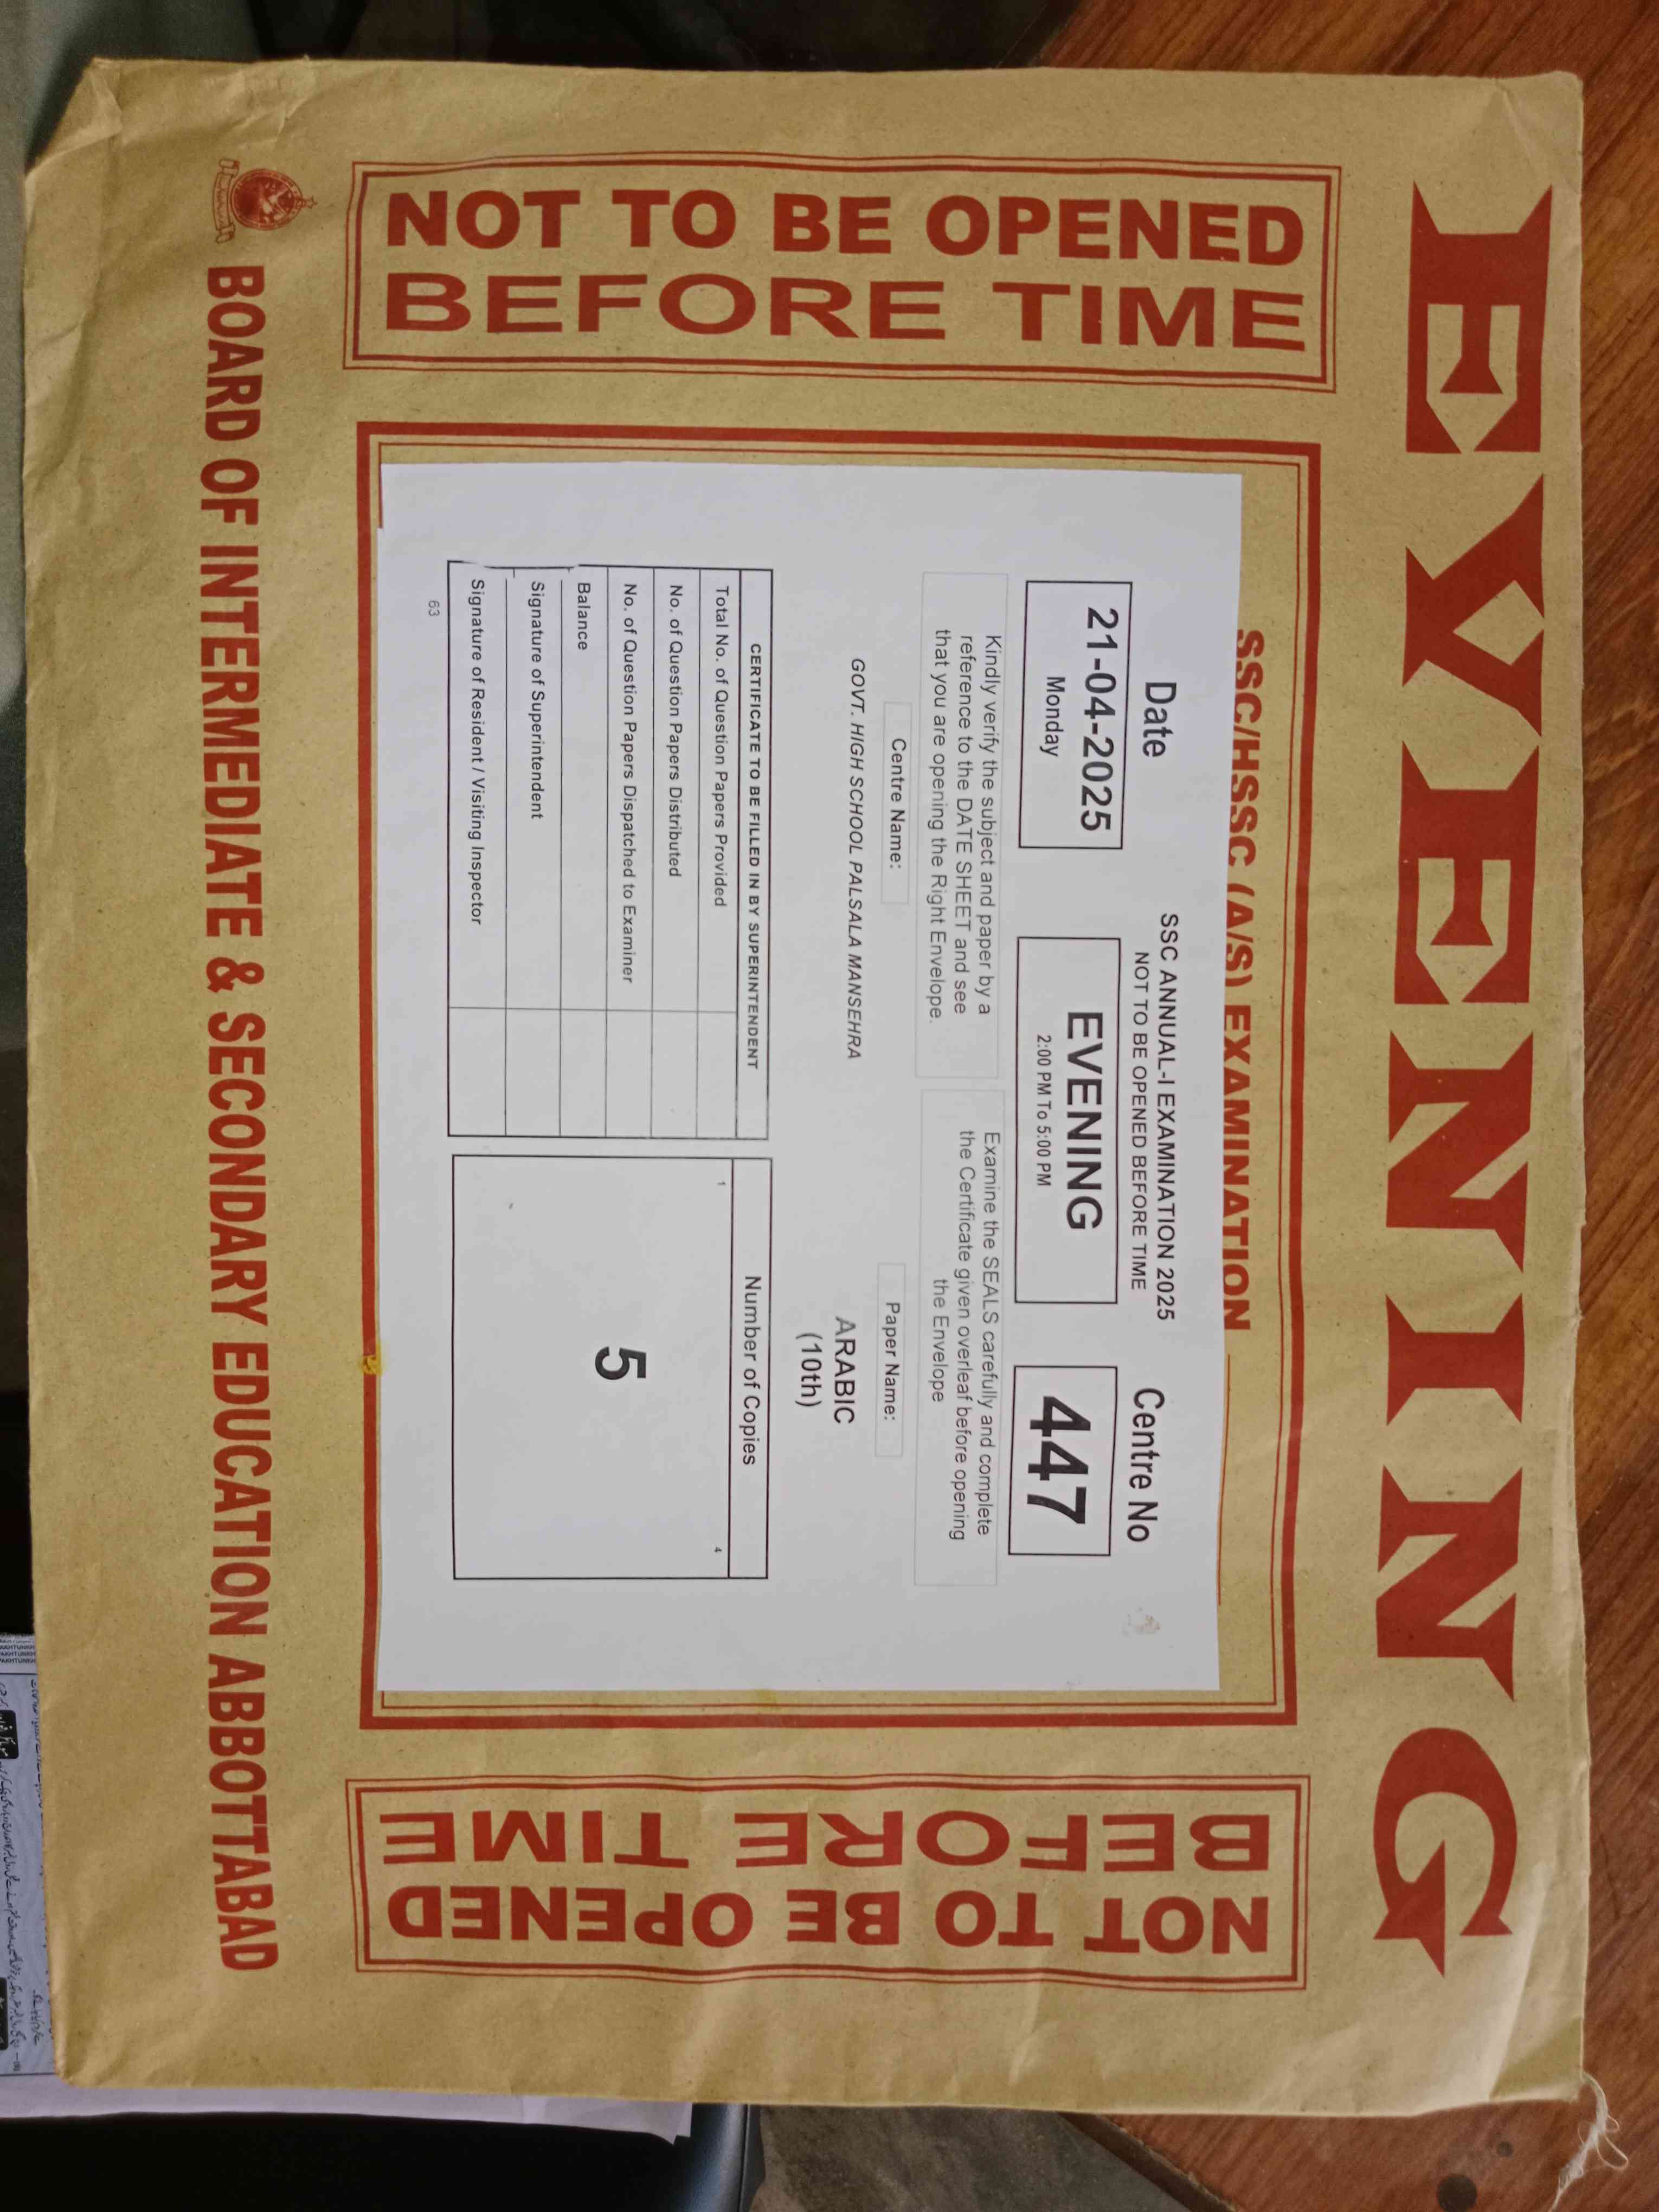 EVENING
SSC/HSSC (A/S) EXAMINATION
NOT TO BE OPENED
BEFORE TIME
Date
21-04-2025
Monday
SSC ANNUAL-I EXAMINATION 2025
NOT TO BE OPENED BEFORE TIME
EVENING
2:00 PM To 5:00 PM
Centre No
447
Kindly verify the subject and paper by a
reference to the DATE SHEET and see
that you are opening the Right Envelope.
Examine the SEALS carefully and complete
the Certificate given overleaf before opening
the Envelope
Centre Name:
GOVT. HIGH SCHOOL PALSALA MANSEHRA
Paper Name:
ARABIC
(10th)
CERTIFICATE TO BE FILLED IN BY SUPERINTENDENT
Total No. of Question Papers Provided
No. of Question Papers Distributed
No. of Question Papers Dispatched to Examiner
Balance
Signature of Superintendent
Signature of Resident / Visiting Inspector
Number of Copies
1
4
5
63
NOT TO BE OPENED
BEFORE TIME
BOARD OF INTERMEDIATE & SECONDARY EDUCATION ABBOTTABAD